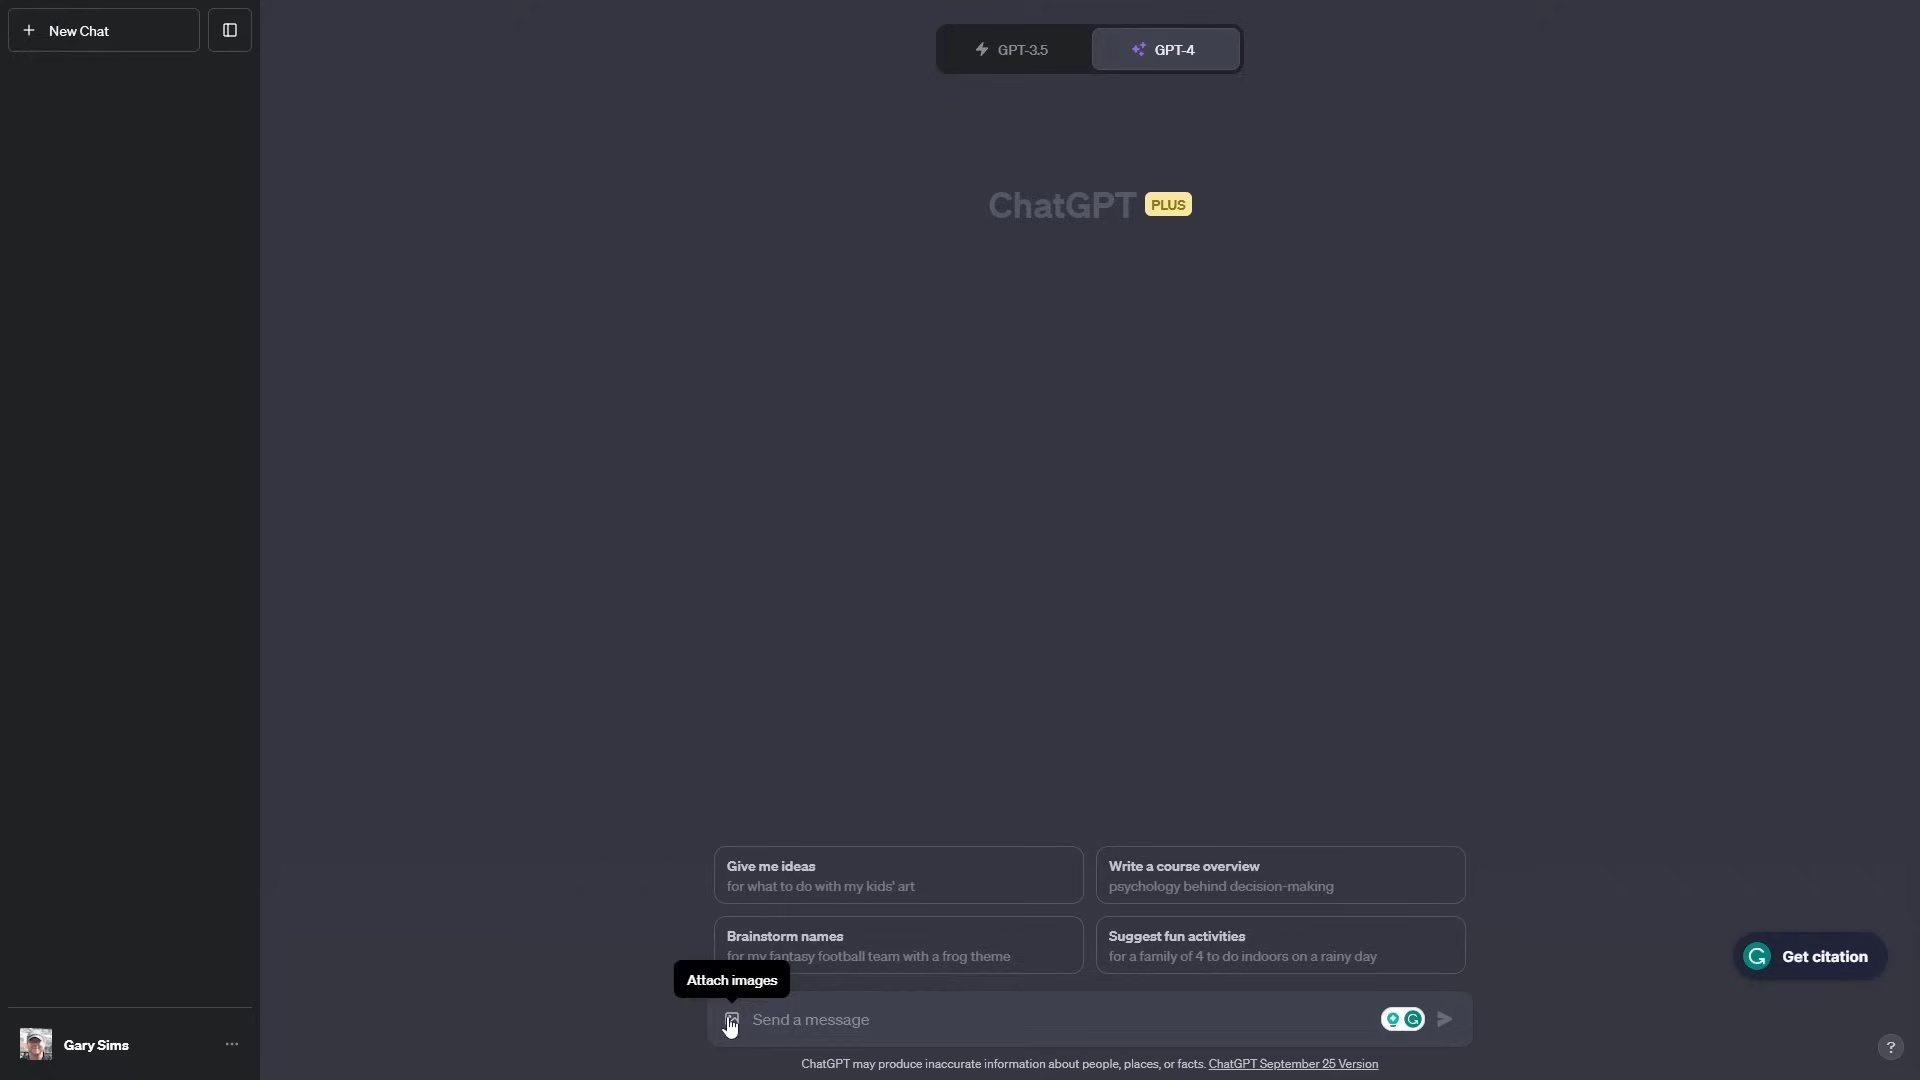 New Chat
GPT-3.5
GPT-4
ChatGPT PLUS
Give me ideas
for what to do with my kids' art
Write a course overview
psychology behind decision-making
Brainstorm names
for my fantasy football team with a frog theme
Suggest fun activities
for a family of 4 to do indoors on a rainy day
Get citation
Attach images
Send a message
Gary Sims
ChatGPT may produce inaccurate information about people, places, or facts. ChatGPT September 25 Version
?